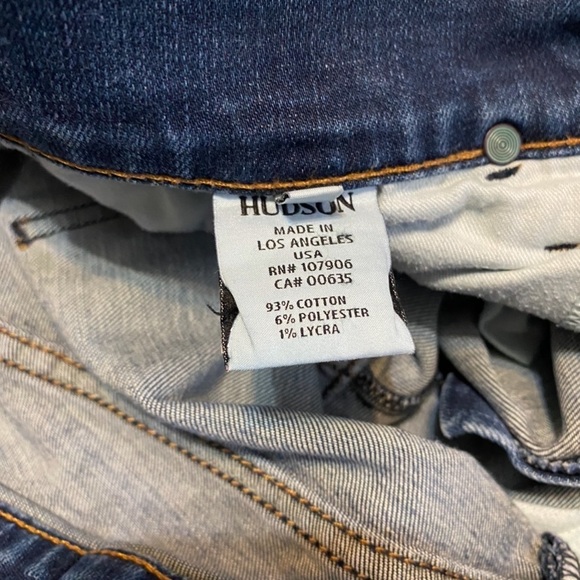 HUDSON
MADE IN
LOS ANGELES
USA
RN# 107906
CA# 00635
93% COTTON
6% POLYESTER
1% LYCRA